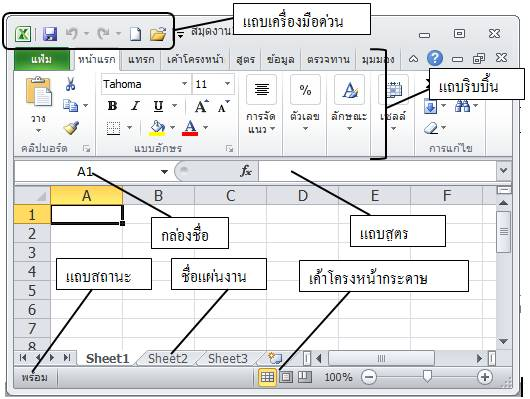 แถบเครื่องมือด่วน
สมุดงาน
แฟ้ม หน้าแรก แทรก เค้าโครงหน้า สูตร ข้อมูล ตรวจทาน มุมมอง
แถบริบบิ้น
Tahoma 11
วาง
B I U A A
การจัดแนว
ตัวเลข
ลักษณะ
เซลล์
คลิปบอร์ด
แบบอักษร
การแก้ไข
A1
fx
A B C D E F
1
2
3
4
5
6
7
8
กล่องชื่อ
แถบสูตร
แถบสถานะ
ชื่อแผ่นงาน
เค้าโครงหน้ากระดาษ
Sheet1 Sheet2 Sheet3
พร้อม
100%